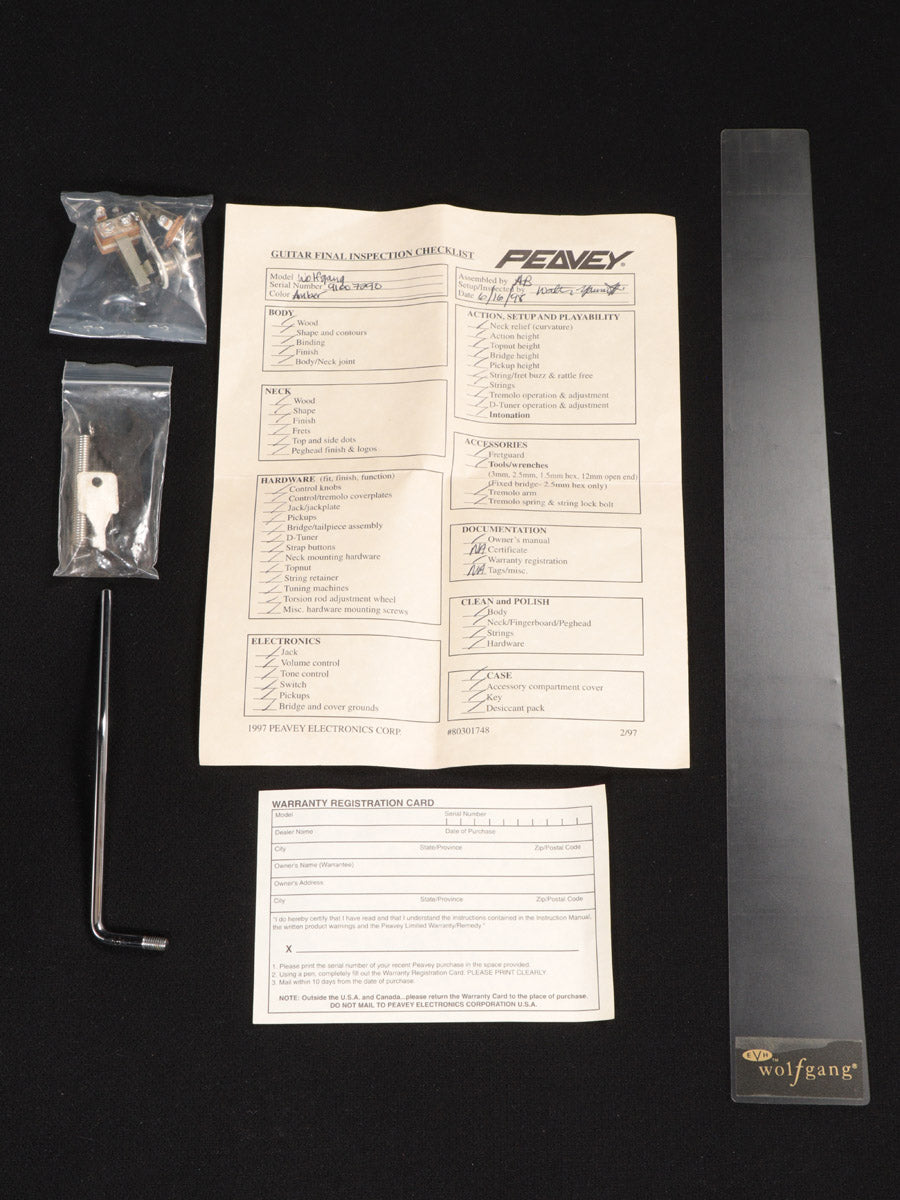 GUITAR FINAL INSPECTION CHECKLIST
PEAVEY®
Model Wolfgang
Serial Number 91007090
Color Amber
Assembled by AB
Setup/Inspected by
Date 6/16/98
BODY
Wood
Shape and contours
Binding
Finish
Body/Neck joint
NECK
Wood
Shape
Finish
Frets
Top and side dots
Peghead finish & logos
HARDWARE (fit, finish, function)
Control knobs
Control/tremolo coverplates
Jack/jackplate
Pickups
Bridge/tailpiece assembly
D-Tuner
Strap buttons
Neck mounting hardware
Topnut
String retainer
Tuning machines
Torsion rod adjustment wheel
Misc. hardware mounting screws
ELECTRONICS
Jack
Volume control
Tone control
Switch
Pickups
Bridge and cover grounds
ACTION, SETUP AND PLAYABILITY
Neck relief (curvature)
Action height
Topnut height
Bridge height
Pickup height
String/fret buzz & rattle free
Strings
Tremolo operation & adjustment
D-Tuner operation & adjustment
Intonation
ACCESSORIES
Fretguard
Tools/wrenches
(3mm, 2.5mm, 1.5mm hex, 12mm open end)
(Fixed bridge- 2.5mm hex only)
Tremolo arm
Tremolo spring & string lock bolt
DOCUMENTATION
Owner's manual
NA Certificate
Warranty registration
NA Tags/misc.
CLEAN and POLISH
Body
Neck/Fingerboard/Peghead
Strings
Hardware
CASE
Accessory compartment cover
Key
Desiccant pack
1997 PEAVEY ELECTRONICS CORP. #80301748 2/97
WARRANTY REGISTRATION CARD
Model Serial Number
Dealer Name Date of Purchase
City State/Province Zip/Postal Code
Owner's Name (Warrantee)
Owner's Address
City State/Province Zip/Postal Code
"I do hereby certify that I have read and that I understand the instructions contained in the Instruction Manual,
the written product warnings and the Peavey Limited Warranty/Remedy."
X
1. Please print the serial number of your recent Peavey purchase in the space provided.
2. Using a pen, completely fill out the Warranty Registration Card. PLEASE PRINT CLEARLY.
3. Mail within 10 days from the date of purchase.
NOTE: Outside the U.S.A. and Canada...please return the Warranty Card to the place of purchase.
DO NOT MAIL TO PEAVEY ELECTRONICS CORPORATION U.S.A.
EVH™
wolfgang®